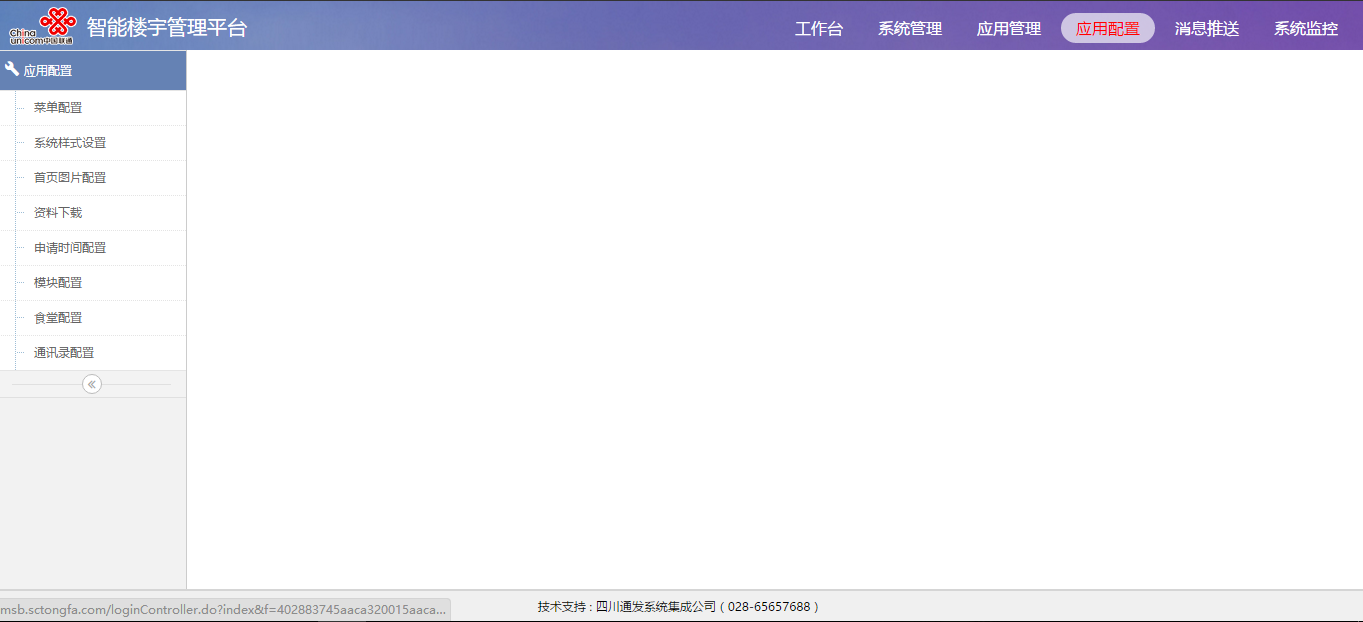 China
unicom中国联通
智能楼宇管理平台
工作台 系统管理 应用管理 应用配置 消息推送 系统监控
应用配置
菜单配置
系统样式设置
首页图片配置
资料下载
申请时间配置
模块配置
食堂配置
通讯录配置
msb.sctongfa.com/loginController.do?index&f=402883745aaca320015aaca...
技术支持 : 四川通发系统集成公司 ( 028-65657688 )